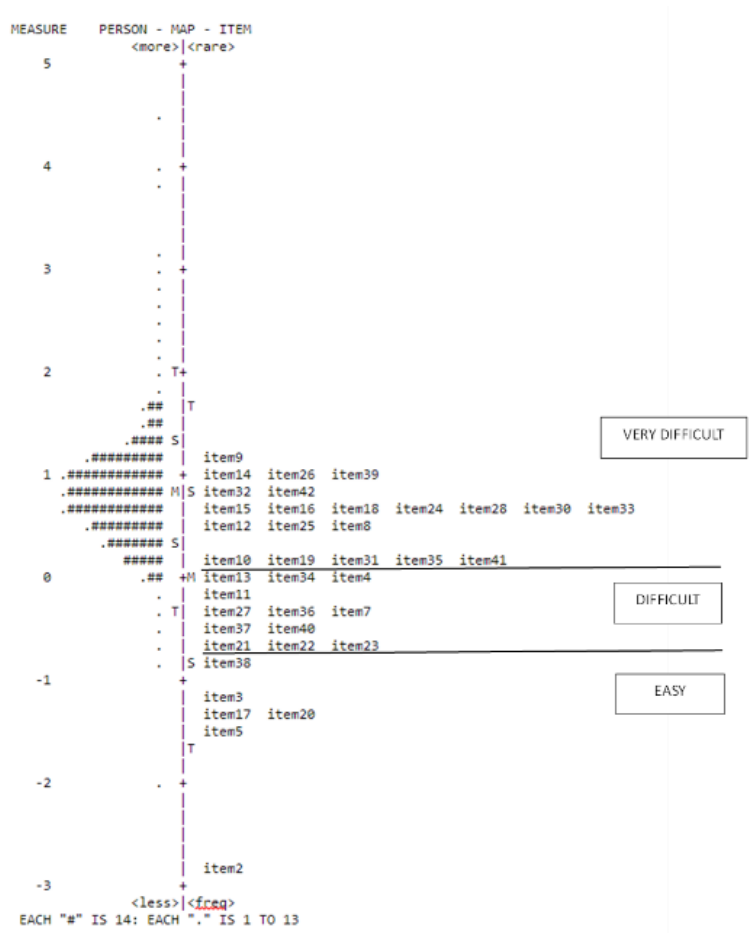 MEASURE PERSON - MAP - ITEM
<more>|<rare>
5 +
|
|
. |
|
|
4 . +
. |
|
|
|
. |
3 . +
. |
. |
. |
. |
. |
2 . T+
. |
.## |T
.## |
.#### S|
VERY DIFFICULT
.######### | item9
1 .############ + item14 item26 item39
.############ M|S item32 item42
.############ | item15 item16 item18 item24 item28 item30 item33
.######### | item12 item25 item8
.####### S|
##### | item10 item19 item31 item35 item41
0 .## +M item13 item34 item4
. | item11
DIFFICULT
. T| item27 item36 item7
. | item37 item40
. | item21 item22 item23
. |S item38
-1 +
EASY
| item3
| item17 item20
| item5
|T
|
-2 . +
|
|
|
|
| item2
-3 +
<less>|<freq>
EACH "#" IS 14: EACH "." IS 1 TO 13